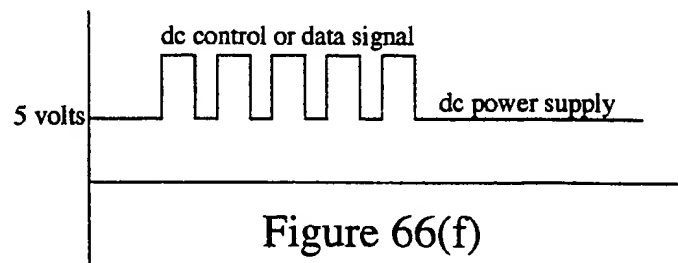 dc control or data signal
5 volts
dc power supply
Figure 66(f)